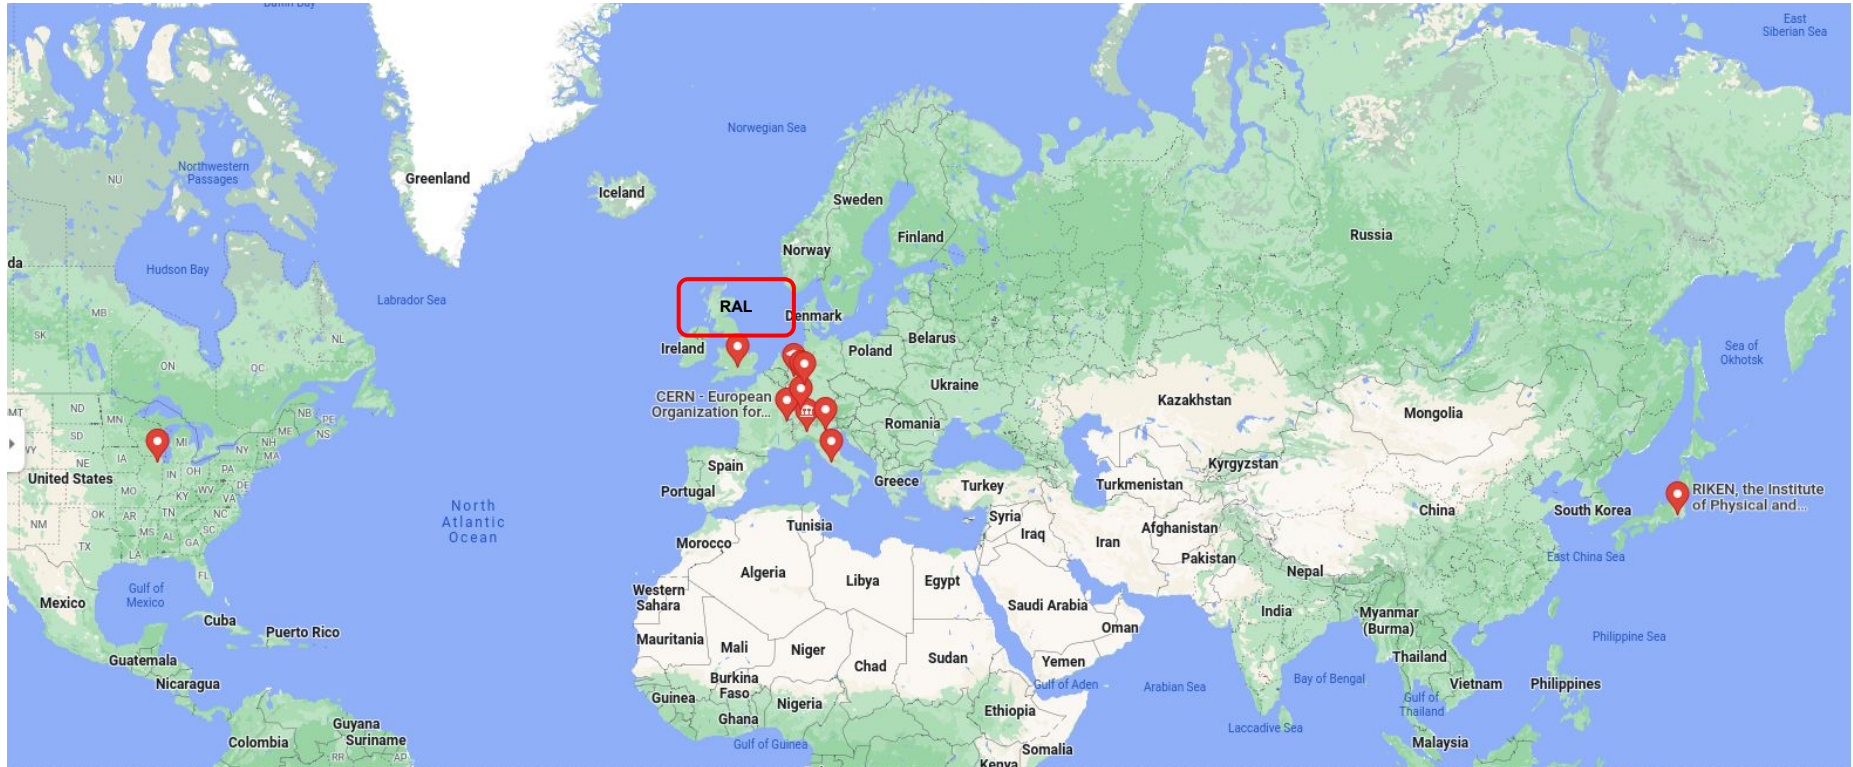 Baffin Bay
East
Siberian Sea
Norwegian Sea
Northwestern
Passages
NU
Greenland
Iceland
Sweden
Finland
Norway
Russia
da
Hudson Bay
Labrador Sea
MB
SK
NL
ON
QC
RAL
Denmark
Ireland
Poland
Belarus
Ukraine
Sea of
Okhotsk
CERN - European
Organization for...
Kazakhstan
Mongolia
Romania
MT
ND
MN
SD
WY
NE
IA
MI
NB
PE
NS
ME
NH
MA
NY
United States
IN
OH
PA
DE
MO
KY
WV
VA
OK
AR
TN
NC
NM
MS
AL
GA
SC
TX
LA
FL
Spain
Portugal
Greece
Turkey
Kyrgyzstan
Turkmenistan
Syria
Iraq
Iran
Afghanistan
Pakistan
China
South Korea
RIKEN, the Institute
of Physical and...
North
Atlantic
Ocean
Tunisia
Morocco
Algeria
Libya
Egypt
Nepal
East China Sea
Gulf of
Mexico
Mexico
Cuba
Puerto Rico
Western
Sahara
Saudi Arabia
Oman
India
Myanmar
(Burma)
Philippine Sea
Mauritania
Mali
Niger
Chad
Sudan
Yemen
Thailand
Guatemala
Nicaragua
Burkina
Faso
Guinea
Nigeria
Ghana
Gulf of Aden
Arabian Sea
Bay of Bengal
Gulf of
Thailand
Vietnam
Philippines
Ethiopia
Laccadive Sea
Guyana
Suriname
Colombia
RR
AP
Gulf of Guinea
Somalia
Kenya
Malaysia